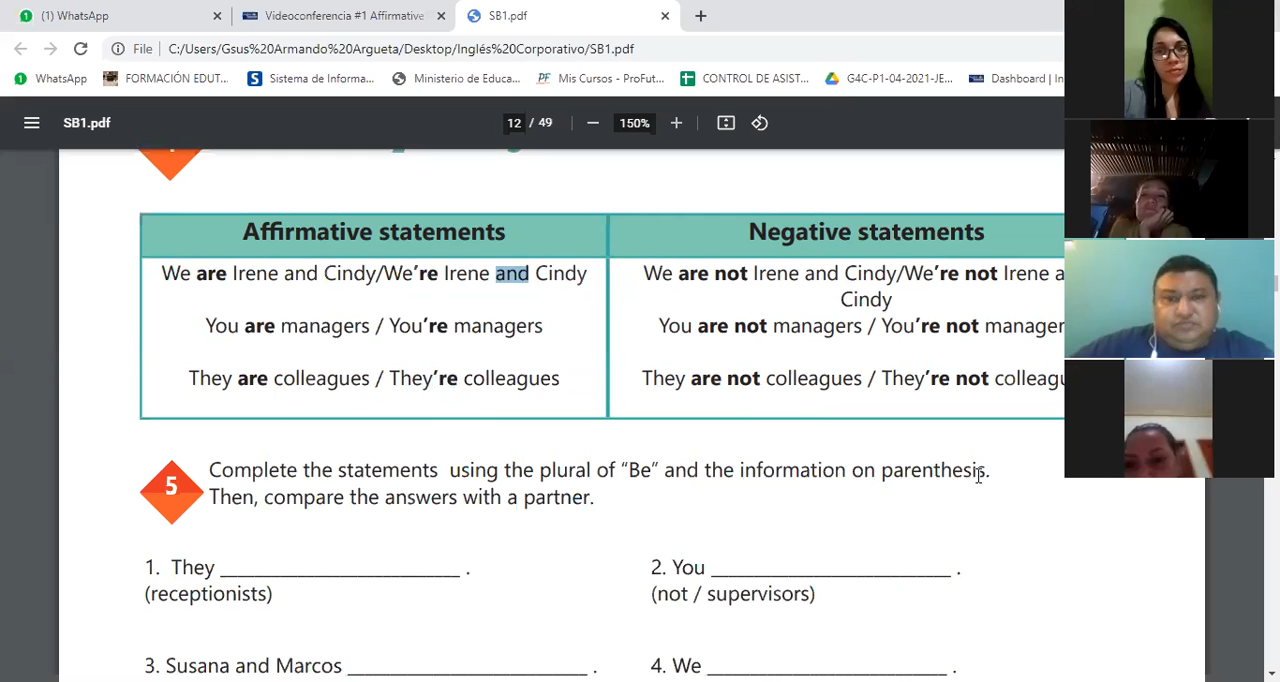 (1) WhatsApp
Videoconferencia #1 Affirmative
SB1.pdf
File
C:/Users/Gsus%20Armando%20Argueta/Desktop/Inglés%20Corporativo/SB1.pdf
WhatsApp
FORMACIÓN EDUT...
Sistema de Informa...
Ministerio de Educa...
Mis Cursos - ProFut...
CONTROL DE ASIST...
G4C-P1-04-2021-JE...
Dashboard | In
SB1.pdf
12 / 49
150%
Affirmative statements
Negative statements
We are Irene and Cindy/We're Irene and Cindy
We are not Irene and Cindy/We're not Irene a
Cindy
You are managers / You're managers
You are not managers / You're not manager
They are colleagues / They're colleagues
They are not colleagues / They're not colleagu
5
Complete the statements using the plural of “Be” and the information on parenthesis.
Then, compare the answers with a partner.
1. They ________________________ .
(receptionists)
2. You ________________________ .
(not / supervisors)
3. Susana and Marcos ________________________ .
4. We ________________________ .